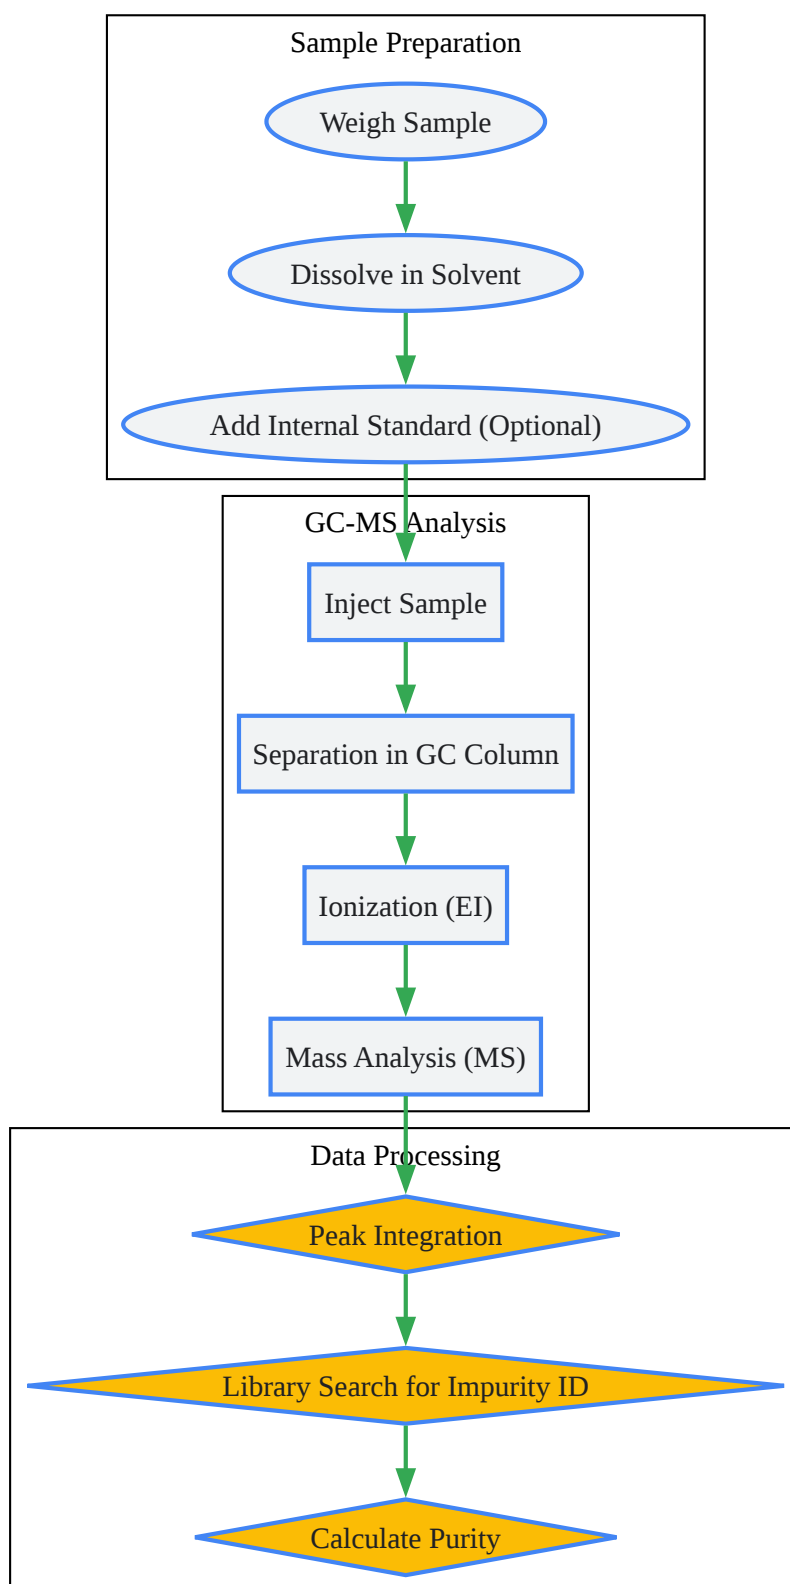 Sample Preparation
Weigh Sample
Dissolve in Solvent
Add Internal Standard (Optional)
GC-MS Analysis
Inject Sample
Separation in GC Column
Ionization (EI)
Mass Analysis (MS)
Data Processing
Peak Integration
Library Search for Impurity ID
Calculate Purity